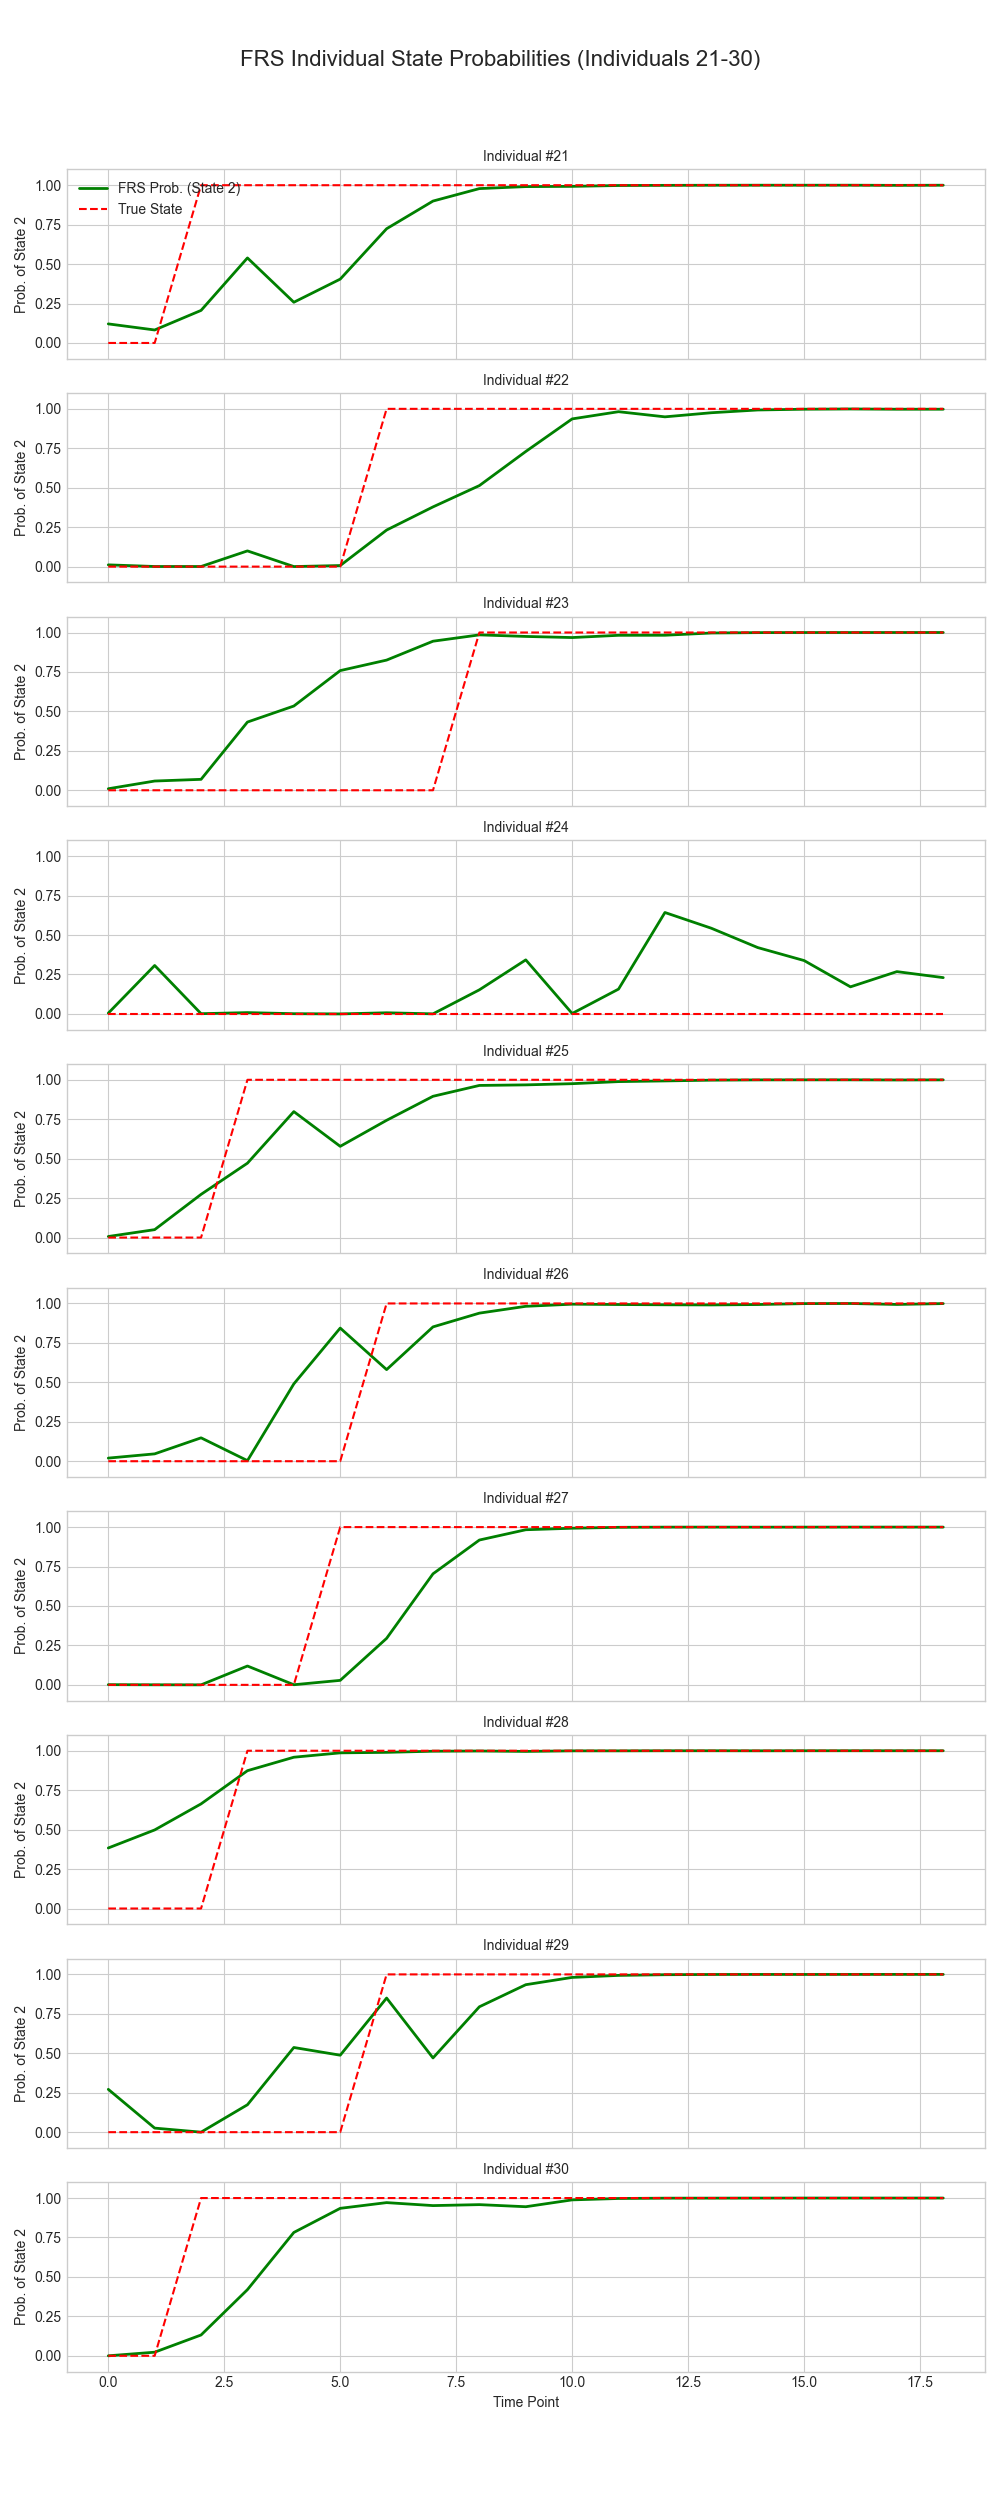 FRS Individual State Probabilities (Individuals 21-30)
Individual #21
FRS Prob. (State 2)
True State
Prob. of State 2
1.00
0.75
0.50
0.25
0.00
Individual #22
Prob. of State 2
1.00
0.75
0.50
0.25
0.00
Individual #23
Prob. of State 2
1.00
0.75
0.50
0.25
0.00
Individual #24
Prob. of State 2
1.00
0.75
0.50
0.25
0.00
Individual #25
Prob. of State 2
1.00
0.75
0.50
0.25
0.00
Individual #26
Prob. of State 2
1.00
0.75
0.50
0.25
0.00
Individual #27
Prob. of State 2
1.00
0.75
0.50
0.25
0.00
Individual #28
Prob. of State 2
1.00
0.75
0.50
0.25
0.00
Individual #29
Prob. of State 2
1.00
0.75
0.50
0.25
0.00
Individual #30
Prob. of State 2
1.00
0.75
0.50
0.25
0.00
0.0 2.5 5.0 7.5 10.0 12.5 15.0 17.5
Time Point